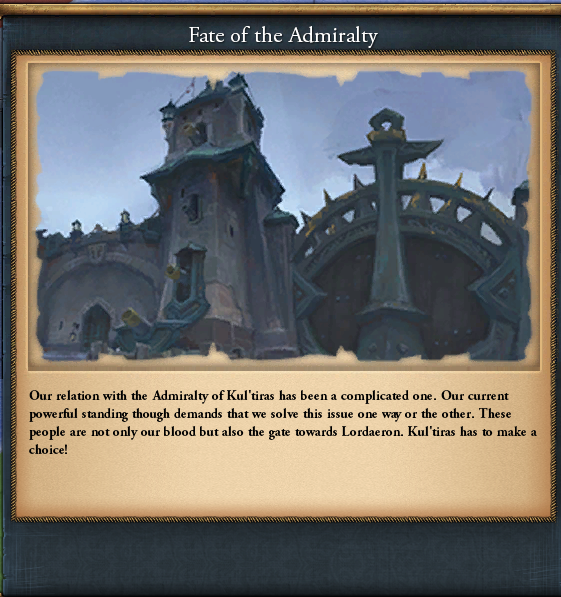 Fate of the Admiralty
Our relation with the Admiralty of Kul'tiras has been a complicated one. Our current
powerful standing though demands that we solve this issue one way or the other. These
people are not only our blood but also the gate towards Lordaeron. Kul'tiras has to make a
choice!